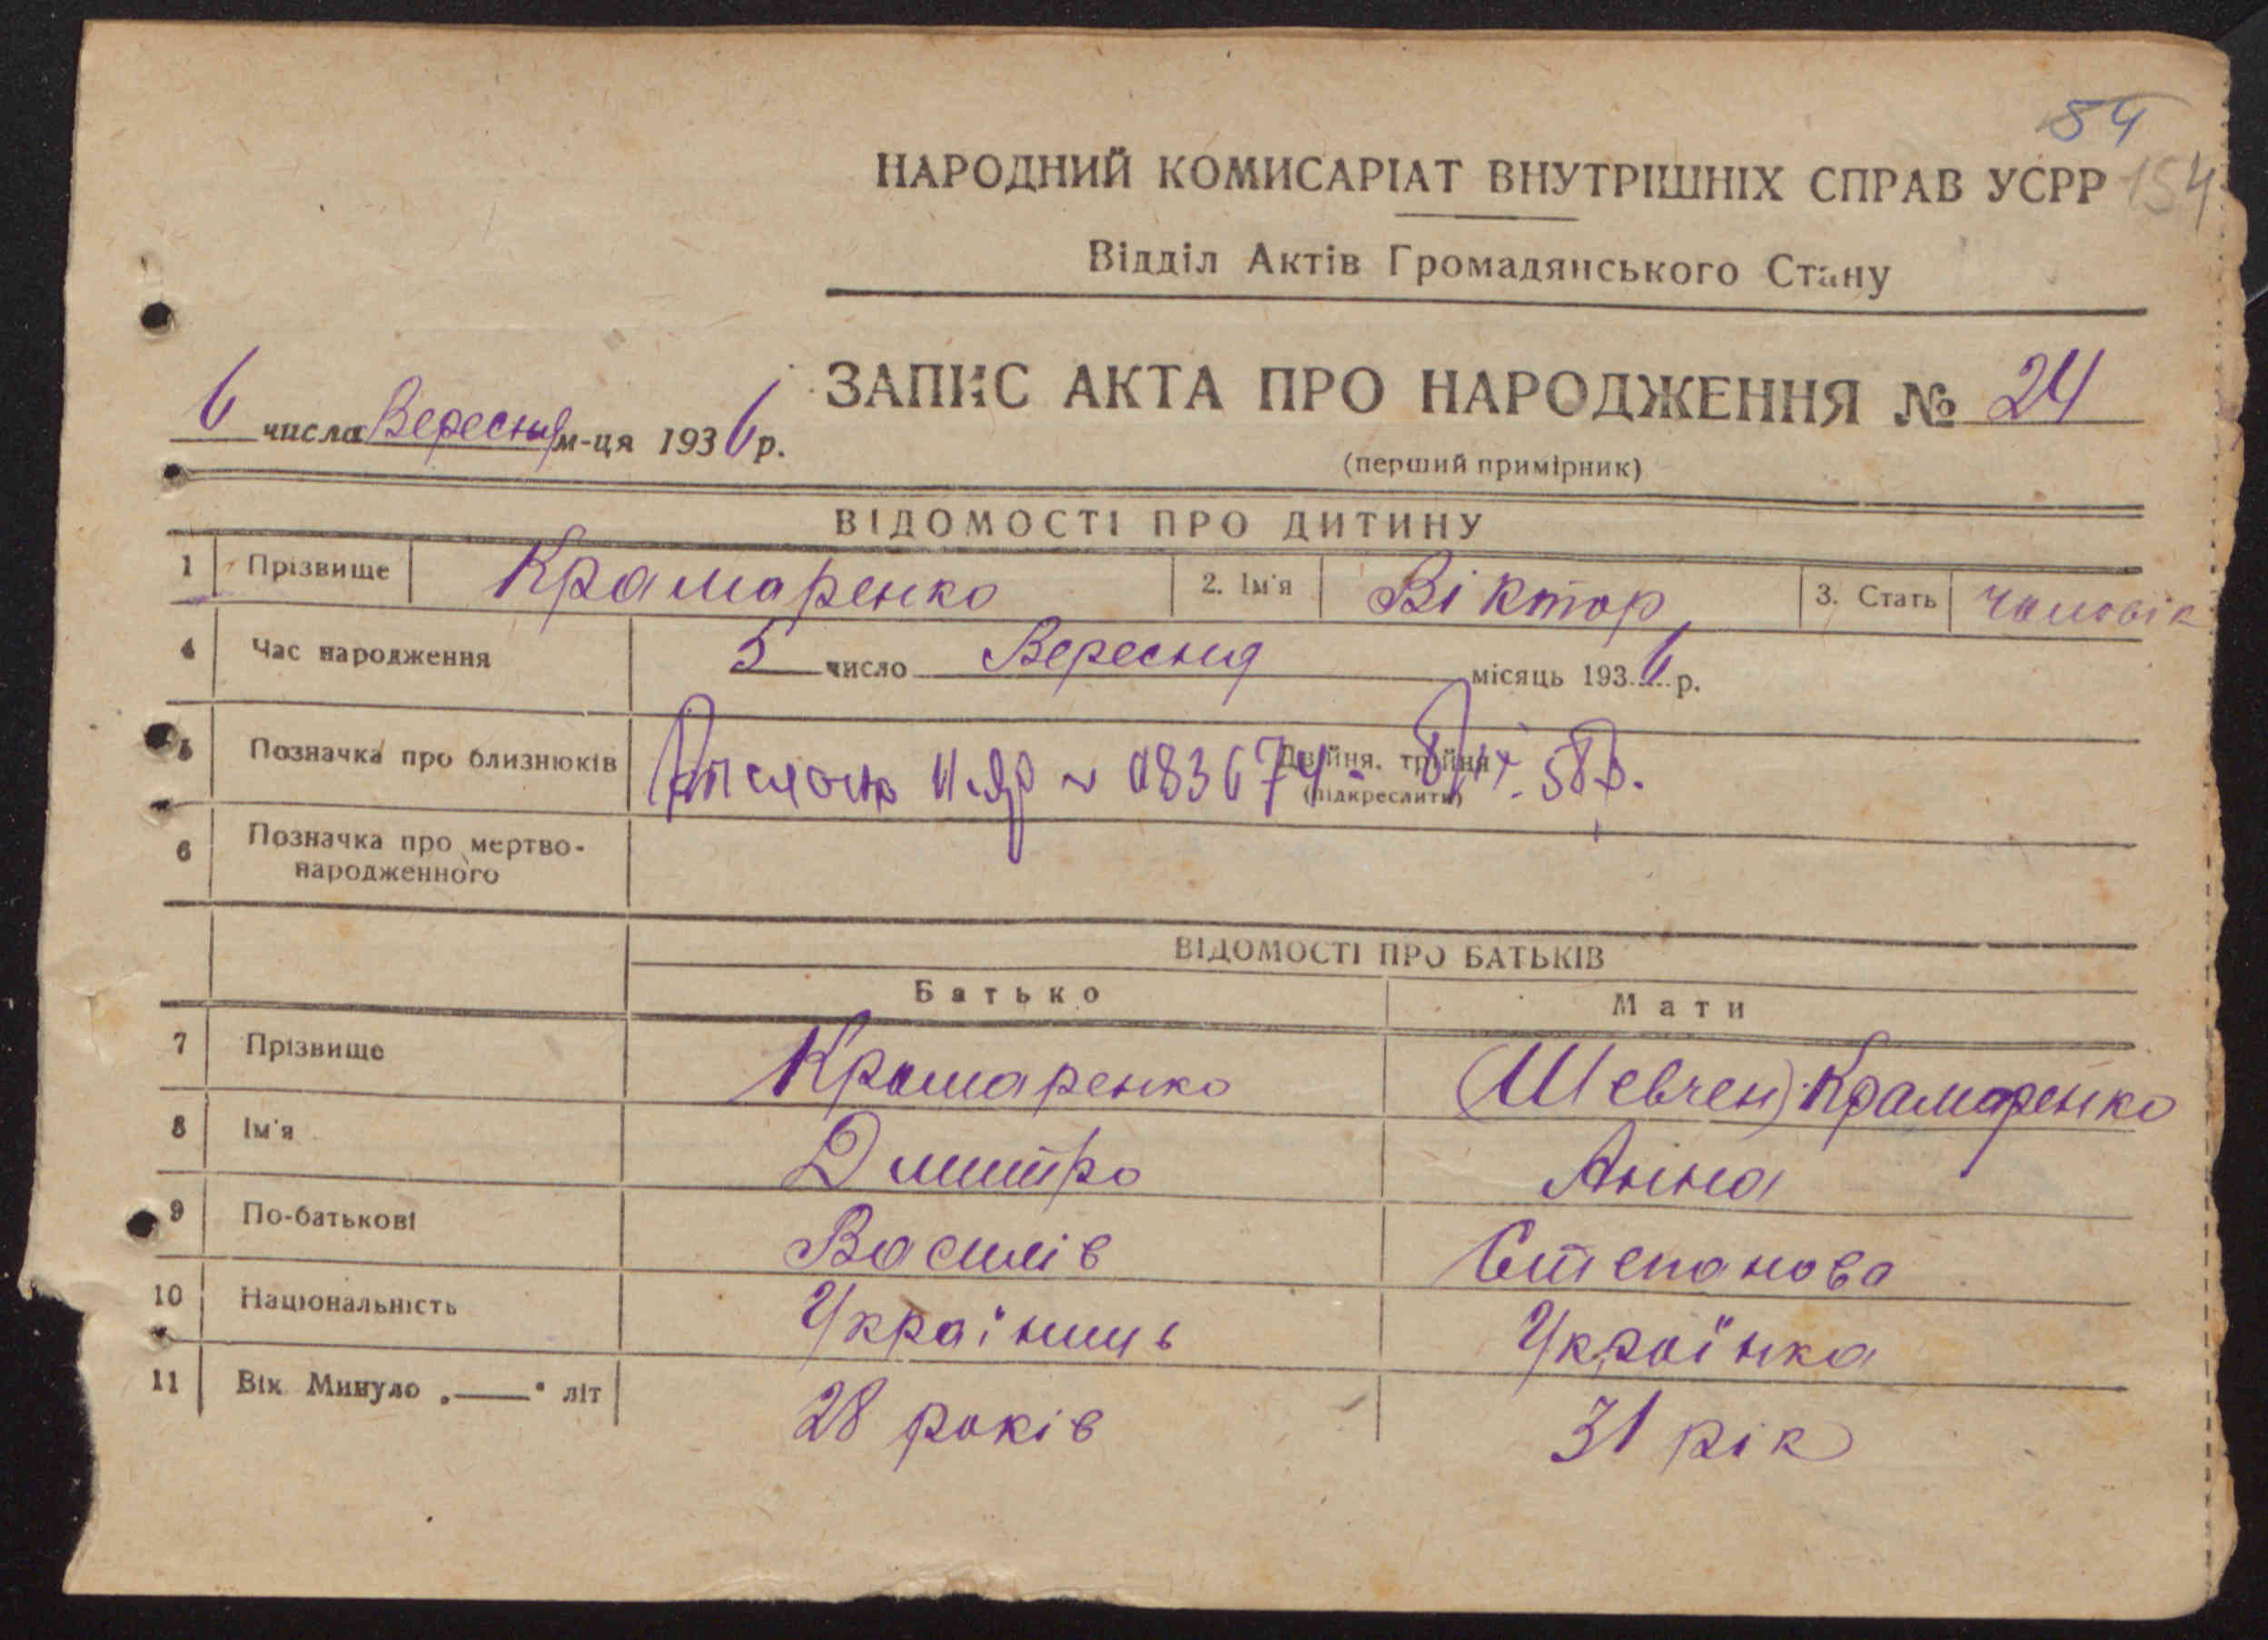 54
154
НАРОДНИЙ КОМИСАРІАТ ВНУТРІШНІХ СПРАВ УСРР
Відділ Актів Громадянського Стану
ЗАПИС АКТА ПРО НАРОДЖЕННЯ № 24
6 числа Вересня м-ця 1936 р.
(перший примірник)
ВІДОМОСТІ ПРО ДИТИНУ
1 Прізвище Крамаренко 2. Ім'я Віктор 3. Стать чоловік
4 Час народження 5 число Вересня місяць 1936 р.
5 Позначка про близнюків Двійня, трійня
(підкреслити)
6 Позначка про мертво-
народженного
ВІДОМОСТІ ПРО БАТЬКІВ
Батько Мати
7 Прізвище Крамаренко (Шевчен) Крамаренко
8 Ім'я Дмитро Анна
9 По-батькові Василів Степанова
10 Національність Українець Українка
11 Вік Минуло „—" літ 28 років 31 рік